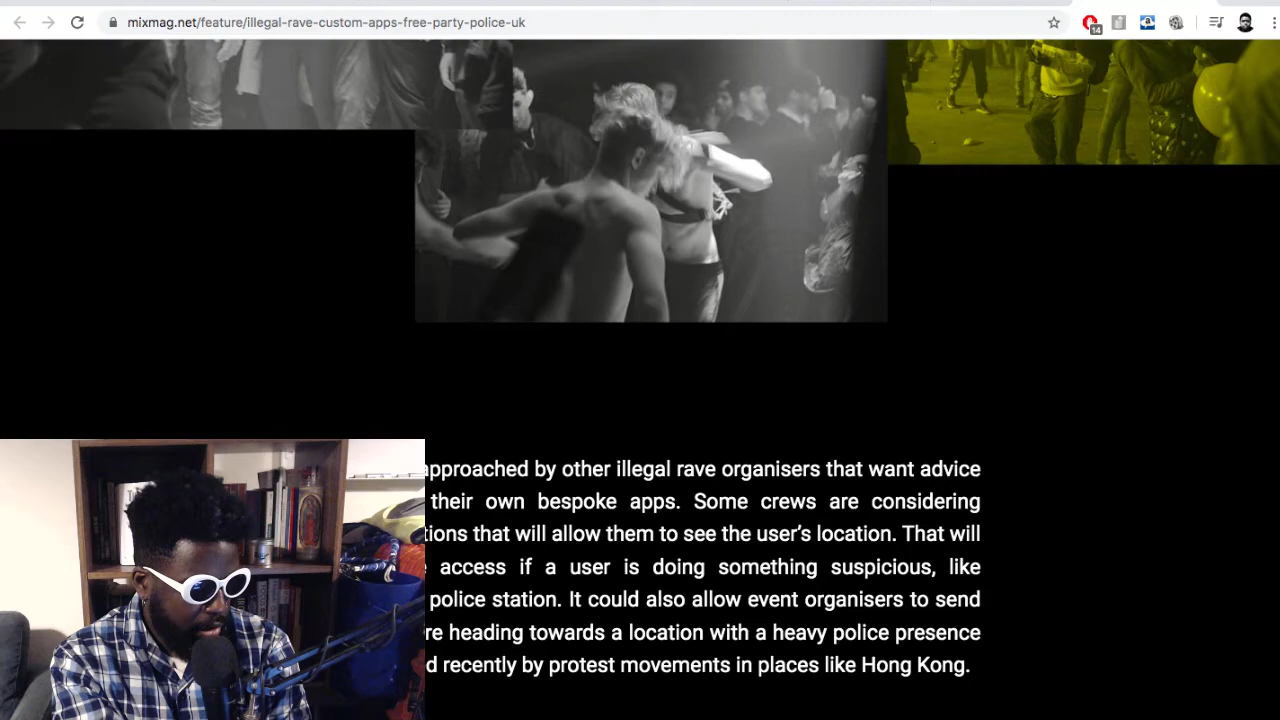 mixmag.net/feature/illegal-rave-custom-apps-free-party-police-uk
14
approached by other illegal rave organisers that want advice
their own bespoke apps. Some crews are considering
tions that will allow them to see the user’s location. That will
access if a user is doing something suspicious, like
police station. It could also allow event organisers to send
re heading towards a location with a heavy police presence
d recently by protest movements in places like Hong Kong.